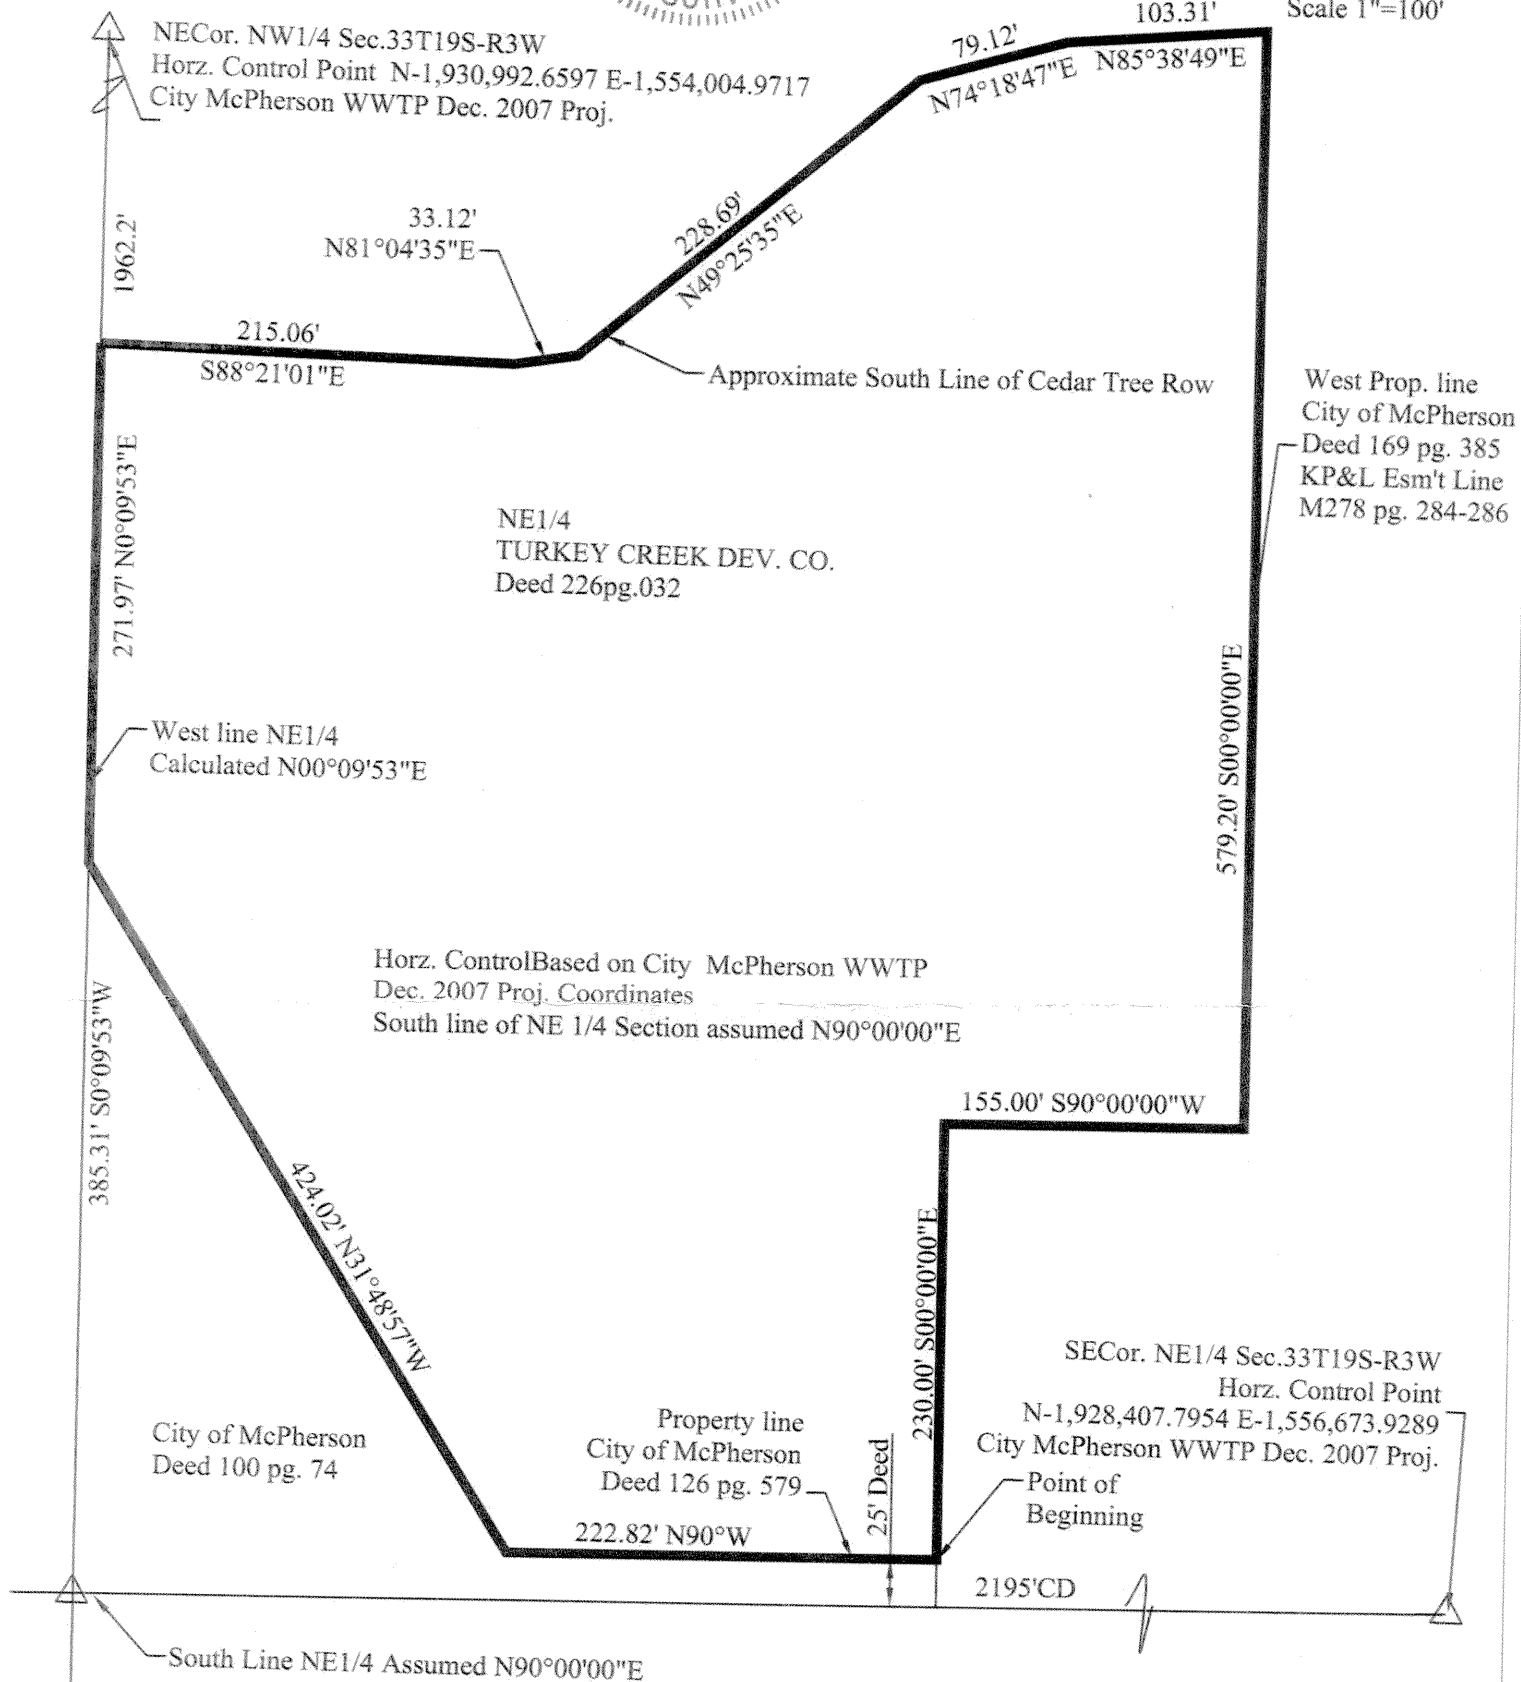 103.31'
Scale 1"=100'
NECor. NW1/4 Sec.33T19S-R3W
Horz. Control Point N-1,930,992.6597 E-1,554,004.9717
City McPherson WWTP Dec. 2007 Proj.
79.12'
N74°18'47"E
N85°38'49"E
1962.2'
33.12'
N81°04'35"E
228.69'
N49°25'35"E
215.06'
S88°21'01"E
Approximate South Line of Cedar Tree Row
West Prop. line
City of McPherson
Deed 169 pg. 385
KP&L Esm't Line
M278 pg. 284-286
271.97' N0°09'53"E
NE1/4
TURKEY CREEK DEV. CO.
Deed 226pg.032
West line NE1/4
Calculated N00°09'53"E
579.20' S00°00'00"E
Horz. ControlBased on City McPherson WWTP
Dec. 2007 Proj. Coordinates
South line of NE 1/4 Section assumed N90°00'00"E
385.31' S0°09'53"W
155.00' S90°00'00"W
424.02' N31°48'57"W
230.00' S00°00'00"E
SECor. NE1/4 Sec.33T19S-R3W
Horz. Control Point
N-1,928,407.7954 E-1,556,673.9289
City McPherson WWTP Dec. 2007 Proj.
City of McPherson
Deed 100 pg. 74
Property line
City of McPherson
Deed 126 pg. 579
25' Deed
Point of
Beginning
222.82' N90°W
2195'CD
South Line NE1/4 Assumed N90°00'00"E